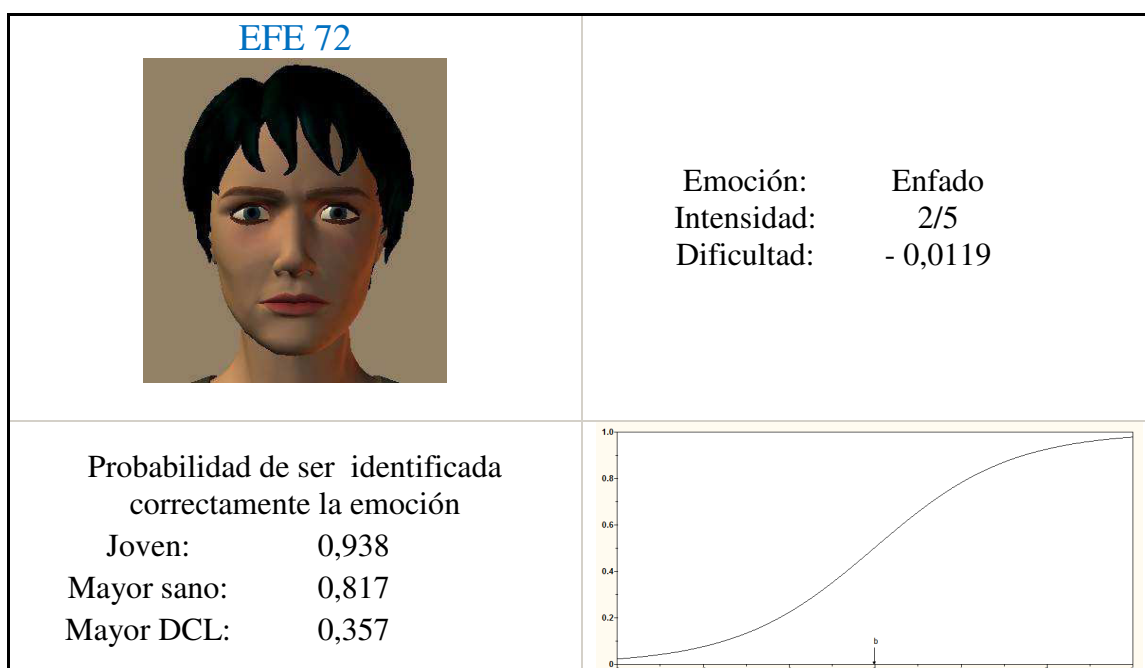 EFE 72
Emoción: Enfado
Intensidad: 2/5
Dificultad: - 0,0119
Probabilidad de ser identificada
correctamente la emoción
Joven: 0,938
Mayor sano: 0,817
Mayor DCL: 0,357
1.0
0.8
0.6
0.4
0.2
0
b